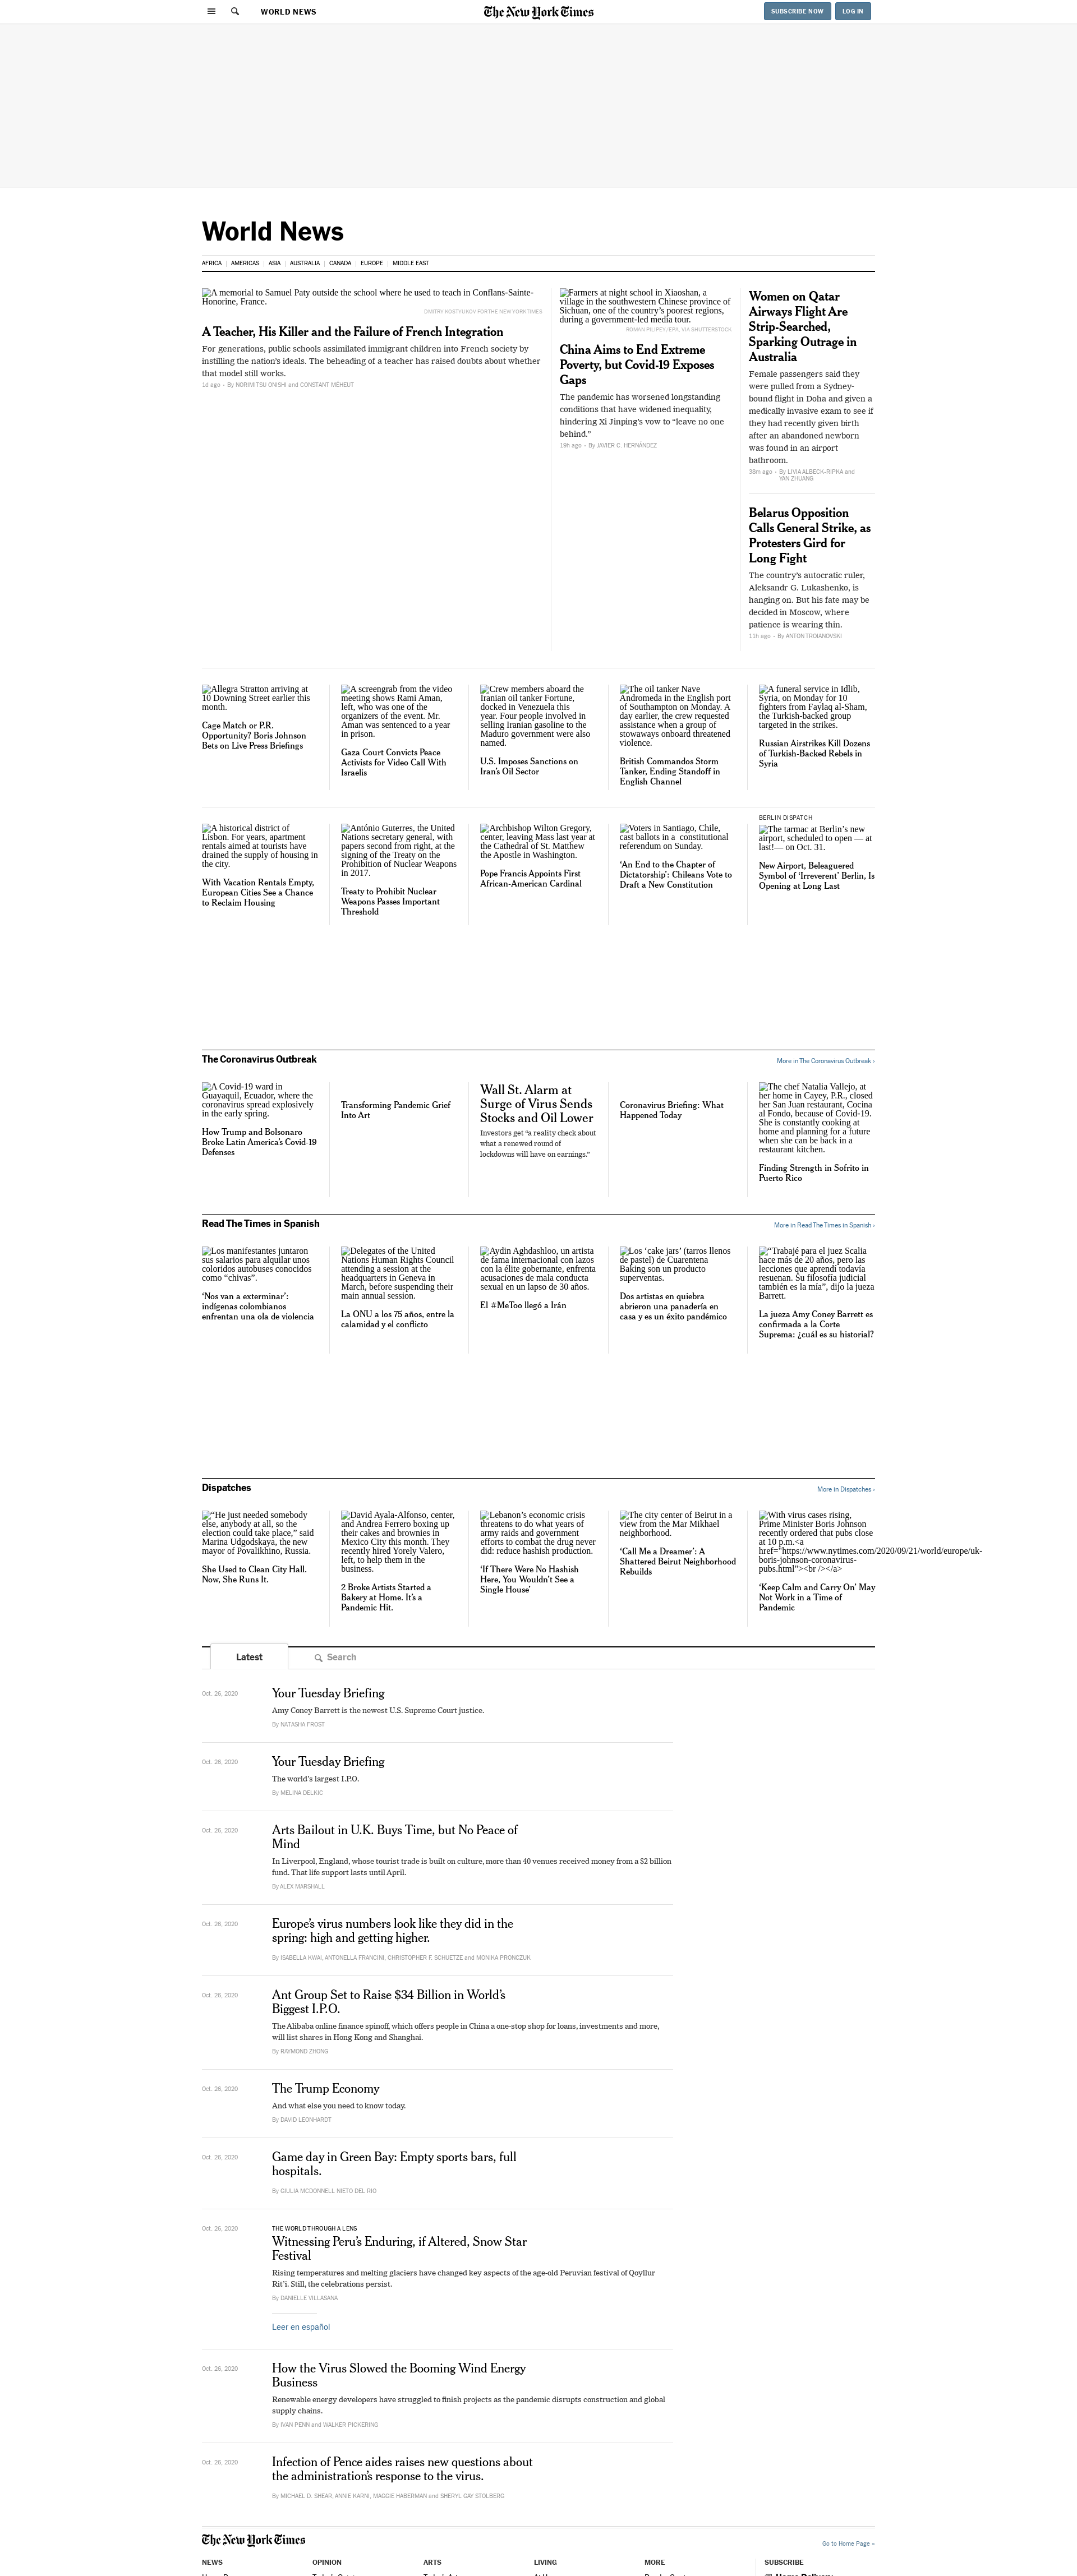 WORLD NEWS
The New York Times
SUBSCRIBE NOW
LOG IN
World News
AFRICA
AMERICAS
ASIA
AUSTRALIA
CANADA
EUROPE
MIDDLE EAST
A memorial to Samuel Paty outside the school where he used to teach in Conflans-Sainte-
Honorine, France.
DMITRY KOSTYUKOV FOR THE NEW YORK TIMES
A Teacher, His Killer and the Failure of French Integration
For generations, public schools assimilated immigrant children into French society by
instilling the nation’s ideals. The beheading of a teacher has raised doubts about whether
that model still works.
1d ago · By NORIMITSU ONISHI and CONSTANT MÉHEUT
Farmers at night school in Xiaoshan, a
village in the southwestern Chinese province of
Sichuan, one of the country’s poorest regions,
during a government-led media tour.
ROMAN PILIPEY/EPA, VIA SHUTTERSTOCK
China Aims to End Extreme
Poverty, but Covid-19 Exposes
Gaps
The pandemic has worsened longstanding
conditions that have widened inequality,
hindering Xi Jinping’s vow to “leave no one
behind.”
19h ago · By JAVIER C. HERNÁNDEZ
Women on Qatar
Airways Flight Are
Strip-Searched,
Sparking Outrage in
Australia
Female passengers said they
were pulled from a Sydney-
bound flight in Doha and given a
medically invasive exam to see if
they had recently given birth
after an abandoned newborn
was found in an airport
bathroom.
38m ago · By LIVIA ALBECK-RIPKA and
YAN ZHUANG
Belarus Opposition
Calls General Strike, as
Protesters Gird for
Long Fight
The country’s autocratic ruler,
Aleksandr G. Lukashenko, is
hanging on. But his fate may be
decided in Moscow, where
patience is wearing thin.
11h ago · By ANTON TROIANOVSKI
Allegra Stratton arriving at
10 Downing Street earlier this
month.
Cage Match or P.R.
Opportunity? Boris Johnson
Bets on Live Press Briefings
A screengrab from the video
meeting shows Rami Aman,
left, who was one of the
organizers of the event. Mr.
Aman was sentenced to a year
in prison.
Gaza Court Convicts Peace
Activists for Video Call With
Israelis
Crew members aboard the
Iranian oil tanker Fortune,
docked in Venezuela this
year. Four people involved in
selling Iranian gasoline to the
Maduro government were also
named.
U.S. Imposes Sanctions on
Iran’s Oil Sector
The oil tanker Nave
Andromeda in the English port
of Southampton on Monday. A
day earlier, the crew requested
assistance when a group of
stowaways onboard threatened
violence.
British Commandos Storm
Tanker, Ending Standoff in
English Channel
A funeral service in Idlib,
Syria, on Monday for 10
fighters from Faylaq al-Sham,
the Turkish-backed group
targeted in the strikes.
Russian Airstrikes Kill Dozens
of Turkish-Backed Rebels in
Syria
A historical district of
Lisbon. For years, apartment
rentals aimed at tourists have
drained the supply of housing in
the city.
With Vacation Rentals Empty,
European Cities See a Chance
to Reclaim Housing
António Guterres, the United
Nations secretary general, with
papers second from right, at the
signing of the Treaty on the
Prohibition of Nuclear Weapons
in 2017.
Treaty to Prohibit Nuclear
Weapons Passes Important
Threshold
Archbishop Wilton Gregory,
center, leaving Mass last year at
the Cathedral of St. Matthew
the Apostle in Washington.
Pope Francis Appoints First
African-American Cardinal
Voters in Santiago, Chile,
cast ballots in a constitutional
referendum on Sunday.
‘An End to the Chapter of
Dictatorship’: Chileans Vote to
Draft a New Constitution
BERLIN DISPATCH
The tarmac at Berlin’s new
airport, scheduled to open — at
last!— on Oct. 31.
New Airport, Beleaguered
Symbol of ‘Irreverent’ Berlin, Is
Opening at Long Last
The Coronavirus Outbreak
More in The Coronavirus Outbreak ›
A Covid-19 ward in
Guayaquil, Ecuador, where the
coronavirus spread explosively
in the early spring.
How Trump and Bolsonaro
Broke Latin America’s Covid-19
Defenses
Transforming Pandemic Grief
Into Art
Wall St. Alarm at
Surge of Virus Sends
Stocks and Oil Lower
Investors get “a reality check about
what a renewed round of
lockdowns will have on earnings.”
Coronavirus Briefing: What
Happened Today
The chef Natalia Vallejo, at
her home in Cayey, P.R., closed
her San Juan restaurant, Cocina
al Fondo, because of Covid-19.
She is constantly cooking at
home and planning for a future
when she can be back in a
restaurant kitchen.
Finding Strength in Sofrito in
Puerto Rico
Read The Times in Spanish
More in Read The Times in Spanish ›
Los manifestantes juntaron
sus salarios para alquilar unos
coloridos autobuses conocidos
como “chivas”.
‘Nos van a exterminar’:
indígenas colombianos
enfrentan una ola de violencia
Delegates of the United
Nations Human Rights Council
attending a session at the
headquarters in Geneva in
March, before suspending their
main annual session.
La ONU a los 75 años, entre la
calamidad y el conflicto
Aydin Aghdashloo, un artista
de fama internacional con lazos
con la élite gobernante, enfrenta
acusaciones de mala conducta
sexual en un lapso de 30 años.
El #MeToo llegó a Irán
Los ‘cake jars’ (tarros llenos
de pastel) de Cuarentena
Baking son un producto
superventas.
Dos artistas en quiebra
abrieron una panadería en
casa y es un éxito pandémico
“Trabajé para el juez Scalia
hace más de 20 años, pero las
lecciones que aprendí todavía
resuenan. Su filosofía judicial
también es la mía”, dijo la jueza
Barrett.
La jueza Amy Coney Barrett es
confirmada a la Corte
Suprema: ¿cuál es su historial?
Dispatches
More in Dispatches ›
“He just needed somebody
else, anybody at all, so the
election could take place,” said
Marina Udgodskaya, the new
mayor of Povalikhino, Russia.
She Used to Clean City Hall.
Now, She Runs It.
David Ayala-Alfonso, center,
and Andrea Ferrero boxing up
their cakes and brownies in
Mexico City this month. They
recently hired Yorely Valero,
left, to help them in the
business.
2 Broke Artists Started a
Bakery at Home. It’s a
Pandemic Hit.
Lebanon’s economic crisis
threatens to do what years of
army raids and government
efforts to combat the drug never
did: reduce hashish production.
‘If There Were No Hashish
Here, You Wouldn’t See a
Single House’
The city center of Beirut in a
view from the Mar Mikhael
neighborhood.
‘Call Me a Dreamer’: A
Shattered Beirut Neighborhood
Rebuilds
With virus cases rising,
Prime Minister Boris Johnson
recently ordered that pubs close
at 10 p.m.<a
href="https://www.nytimes.com/2020/09/21/world/europe/uk-
boris-johnson-coronavirus-
pubs.html"><br /></a>
‘Keep Calm and Carry On’ May
Not Work in a Time of
Pandemic
Latest
Search
Oct. 26, 2020
Your Tuesday Briefing
Amy Coney Barrett is the newest U.S. Supreme Court justice.
By NATASHA FROST
Oct. 26, 2020
Your Tuesday Briefing
The world’s largest I.P.O.
By MELINA DELKIC
Oct. 26, 2020
Arts Bailout in U.K. Buys Time, but No Peace of
Mind
In Liverpool, England, whose tourist trade is built on culture, more than 40 venues received money from a $2 billion
fund. That life support lasts until April.
By ALEX MARSHALL
Oct. 26, 2020
Europe’s virus numbers look like they did in the
spring: high and getting higher.
By ISABELLA KWAI, ANTONELLA FRANCINI, CHRISTOPHER F. SCHUETZE and MONIKA PRONCZUK
Oct. 26, 2020
Ant Group Set to Raise $34 Billion in World’s
Biggest I.P.O.
The Alibaba online finance spinoff, which offers people in China a one-stop shop for loans, investments and more,
will list shares in Hong Kong and Shanghai.
By RAYMOND ZHONG
Oct. 26, 2020
The Trump Economy
And what else you need to know today.
By DAVID LEONHARDT
Oct. 26, 2020
Game day in Green Bay: Empty sports bars, full
hospitals.
By GIULIA MCDONNELL NIETO DEL RIO
Oct. 26, 2020
THE WORLD THROUGH A LENS
Witnessing Peru’s Enduring, if Altered, Snow Star
Festival
Rising temperatures and melting glaciers have changed key aspects of the age-old Peruvian festival of Qoyllur
Rit’i. Still, the celebrations persist.
By DANIELLE VILLASANA
Leer en español
Oct. 26, 2020
How the Virus Slowed the Booming Wind Energy
Business
Renewable energy developers have struggled to finish projects as the pandemic disrupts construction and global
supply chains.
By IVAN PENN and WALKER PICKERING
Oct. 26, 2020
Infection of Pence aides raises new questions about
the administration’s response to the virus.
By MICHAEL D. SHEAR, ANNIE KARNI, MAGGIE HABERMAN and SHERYL GAY STOLBERG
The New York Times
Go to Home Page »
NEWS
OPINION
ARTS
LIVING
MORE
SUBSCRIBE